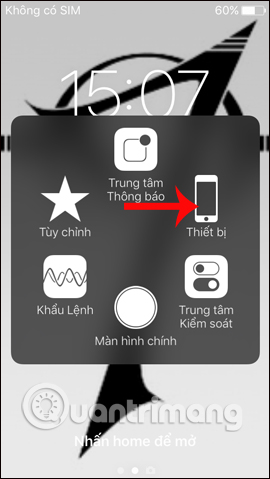 Không có SIM 60%
15:07
Trung tâm
Thông báo
Tùy chỉnh
Thiết bị
Khẩu Lệnh
Trung tâm
Kiểm soát
Màn hình chính
Quantrimang
Nhấn home để mở